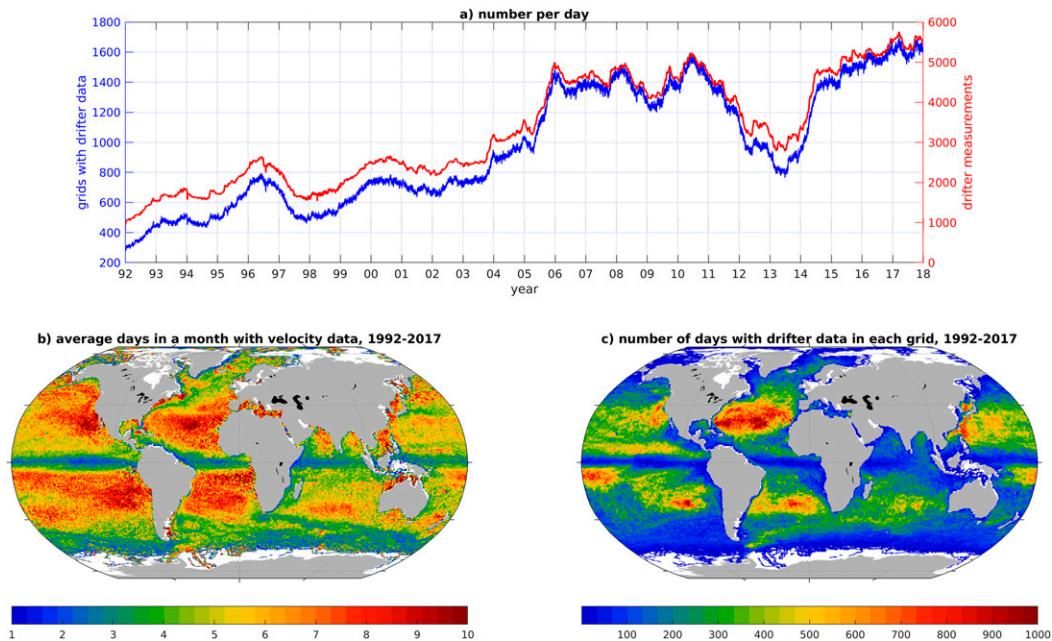 a) number per day
1800
1600
1400
1200
1000
800
600
400
200
grids with drifter data
6000
5000
4000
3000
2000
1000
0
drifter measurements
92 93 94 95 96 97 98 99 00 01 02 03 04 05 06 07 08 09 10 11 12 13 14 15 16 17 18
year
b) average days in a month with velocity data, 1992-2017
c) number of days with drifter data in each grid, 1992-2017
1 2 3 4 5 6 7 8 9 10
100 200 300 400 500 600 700 800 900 1000